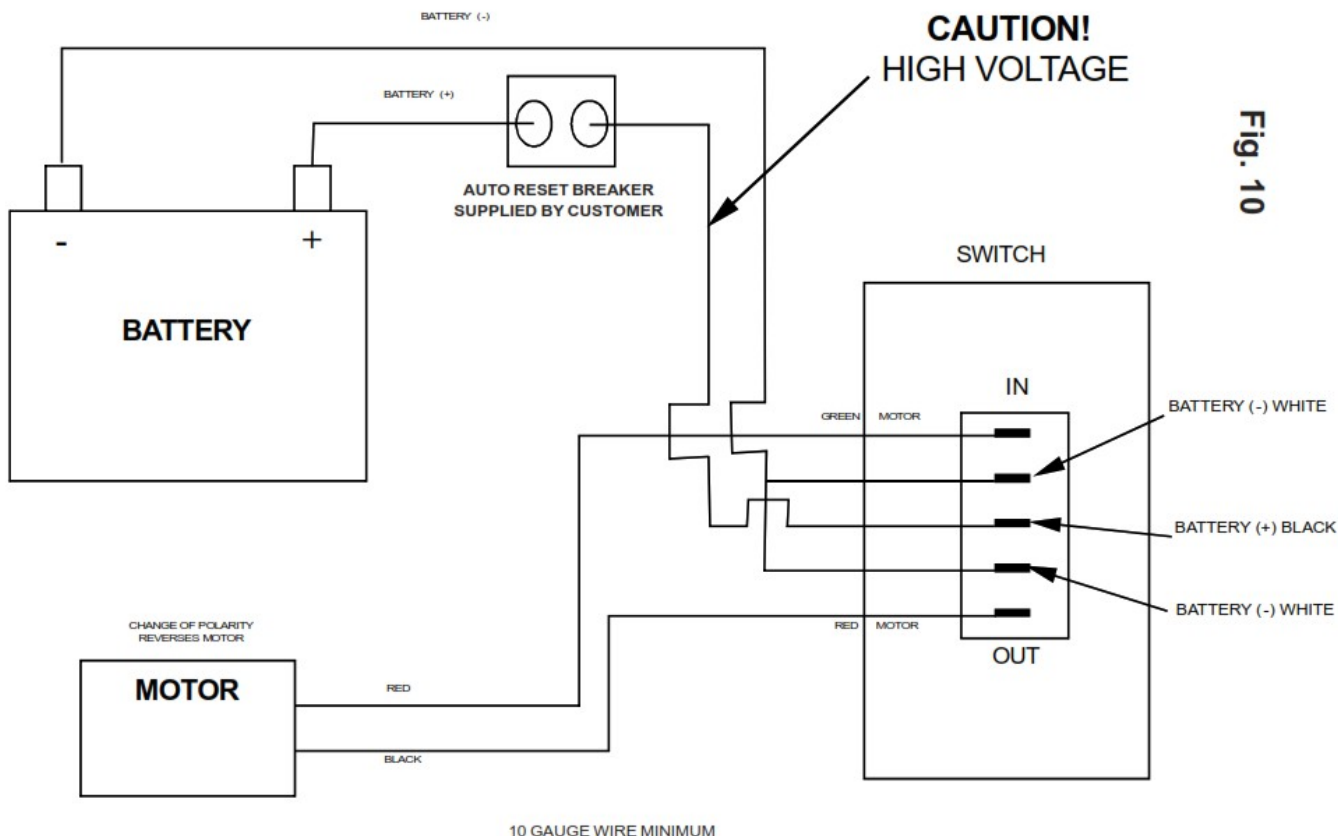 BATTERY (-)
CAUTION!
HIGH VOLTAGE
BATTERY (+)
Fig. 10
AUTO RESET BREAKER
SUPPLIED BY CUSTOMER
-
+
BATTERY
SWITCH
IN
BATTERY (-) WHITE
GREEN MOTOR
BATTERY (+) BLACK
BATTERY (-) WHITE
RED MOTOR
OUT
CHANGE OF POLARITY
REVERSES MOTOR
MOTOR
RED
BLACK
10 GAUGE WIRE MINIMUM